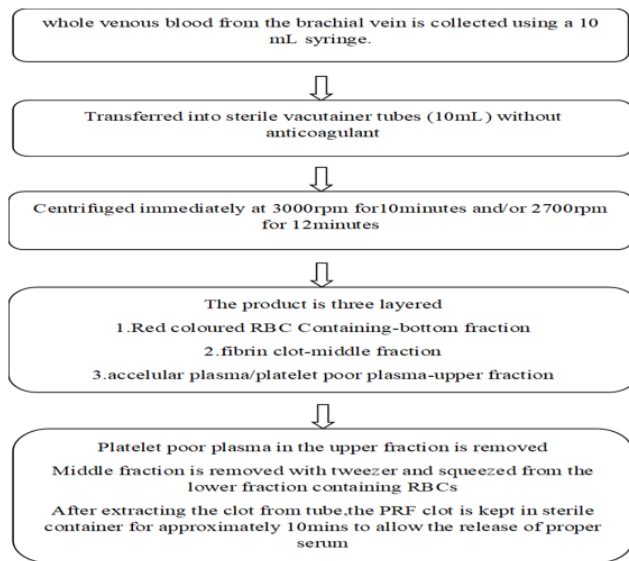 whole venous blood from the brachial vein is collected using a 10
mL syringe.
Transferred into sterile vacutainer tubes (10mL) without
anticoagulant
Centrifuged immediately at 3000rpm for10minutes and/or 2700rpm
for 12minutes
The product is three layered
1.Red coloured RBC Containing-bottom fraction
2.fibrin clot-middle fraction
3.accelular plasma/platelet poor plasma-upper fraction
Platelet poor plasma in the upper fraction is removed
Middle fraction is removed with tweezer and squeezed from the
lower fraction containing RBCs
After extracting the clot from tube,the PRF clot is kept in sterile
container for approximately 10mins to allow the release of proper
serum